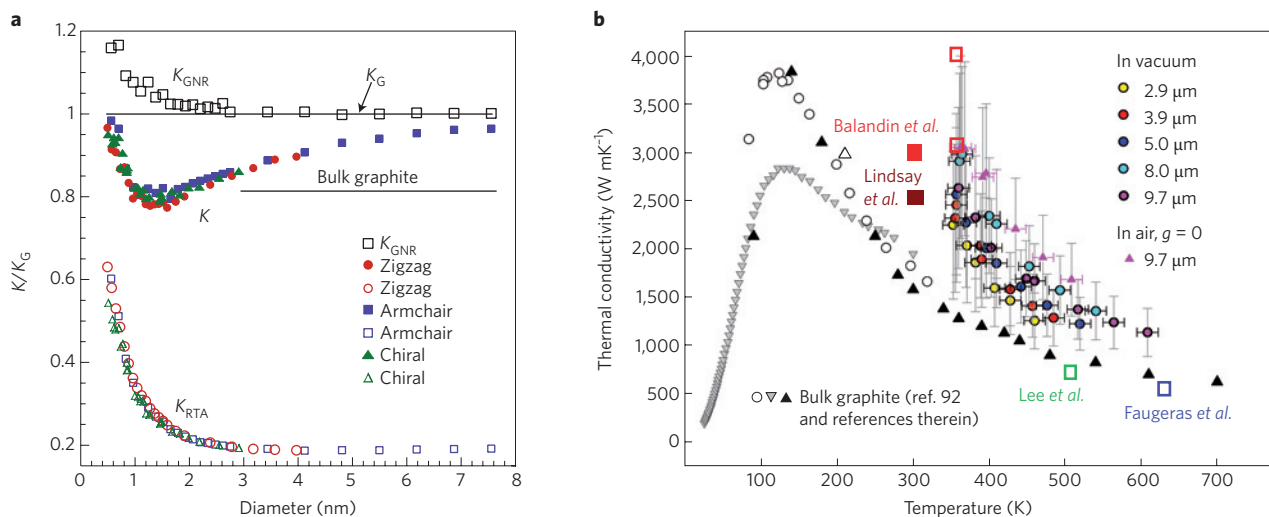 a
K/K_G
1.2
1
0.8
0.6
0.4
0.2
0
1
2
3
4
5
6
7
8
Diameter (nm)
K_GNR
K_G
Bulk graphite
K
K_GNR
Zigzag
Zigzag
Armchair
Armchair
Chiral
Chiral
K_RTA
b
Thermal conductivity (W mK⁻¹)
4,000
3,500
3,000
2,500
2,000
1,500
1,000
500
0
100
200
300
400
500
600
700
Temperature (K)
Balandin et al.
Lindsay
et al.
In vacuum
2.9 μm
3.9 μm
5.0 μm
8.0 μm
9.7 μm
In air, g = 0
9.7 μm
Bulk graphite (ref. 92
and references therein)
Lee et al.
Faugeras et al.